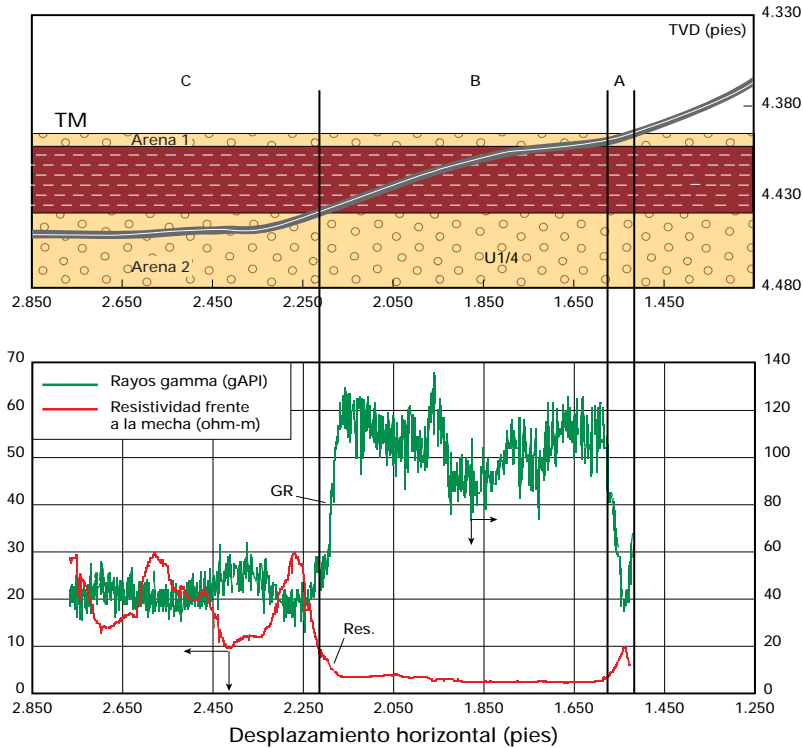 4.330
TVD (pies)
C
B
A
4.380
TM
Arena 1
4.430
Arena 2
U1/4
4.480
2.850
2.650
2.450
2.250
2.050
1.850
1.650
1.450
70
140
Rayos gamma (gAPI)
Resistividad frente
a la mecha (ohm-m)
60
120
50
100
GR
40
80
30
60
20
40
Res.
10
20
0
0
2.850
2.650
2.450
2.250
2.050
1.850
1.650
1.450
1.250
Desplazamiento horizontal (pies)